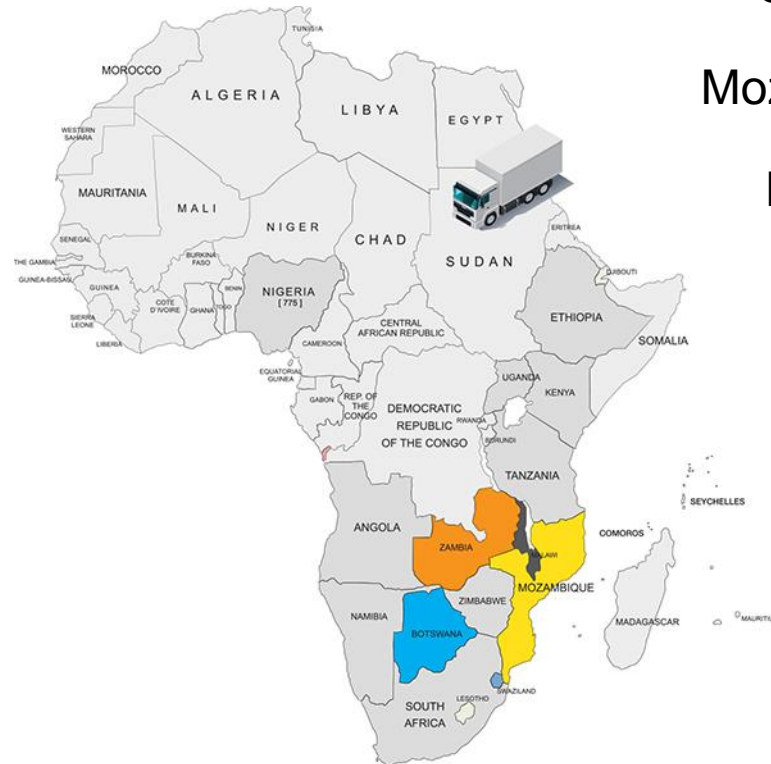 TUNISIA
MOROCCO
ALGERIA
LIBYA
EGYPT
Moz
WESTERN
SAHARA
MAURITANIA
MALI
NIGER
CHAD
SUDAN
ERITREA
SENEGAL
THE GAMBIA
GUINEA-BISSAU
GUINEA
BURKINA
FASO
BENIN
NIGERIA
[ 775 ]
DJIBOUTI
SIERRA
LEONE
COTE
D'IVOIRE
GHANA
TOGO
LIBERIA
CENTRAL
AFRICAN REPUBLIC
ETHIOPIA
SOMALIA
CAMEROON
EQUATORIAL
GUINEA
UGANDA
KENYA
GABON
REP. OF
THE
CONGO
DEMOCRATIC
REPUBLIC
OF THE CONGO
RWANDA
BURUNDI
TANZANIA
SEYCHELLES
ANGOLA
COMOROS
ZAMBIA
MALAWI
MOZAMBIQUE
ZIMBABWE
NAMIBIA
MADAGASCAR
MAURITI
BOTSWANA
SWAZILAND
LESOTHO
SOUTH
AFRICA